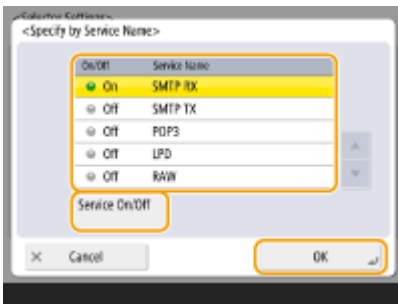 <Selector Settings>
<Specify by Service Name>
On/Off Service Name
On SMTP RX
Off SMTP TX
Off POP3
Off LPD
Off RAW
Service On/Off
× Cancel
OK